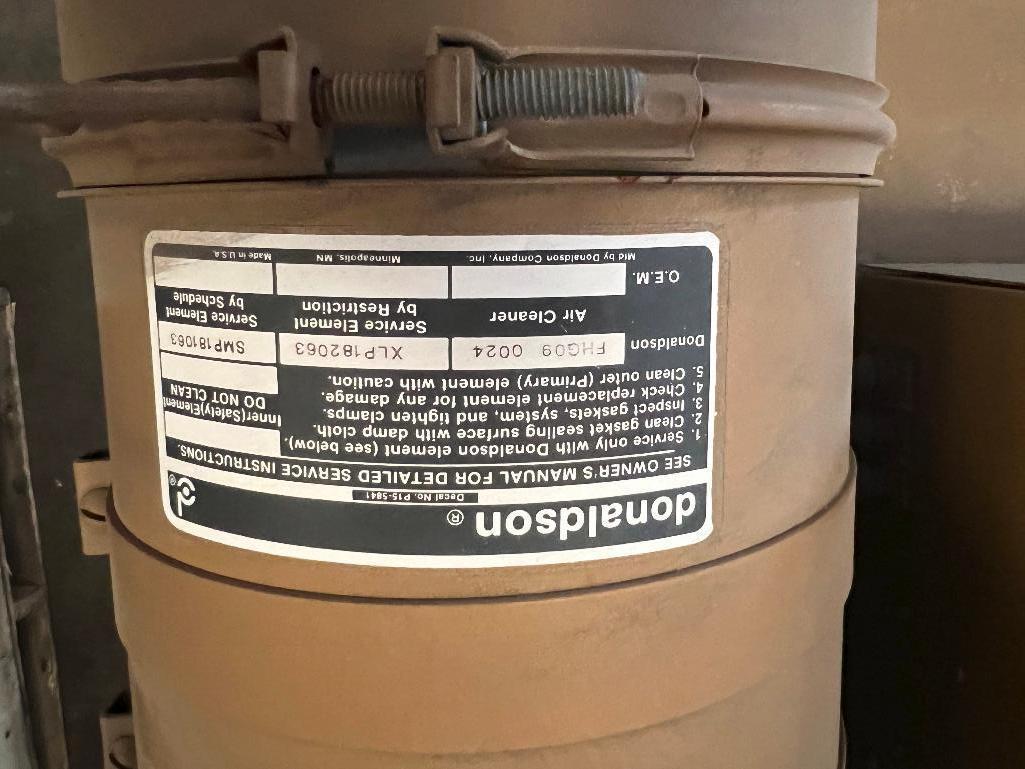 donaldson ®
Decal No. P15-5841
SEE OWNER'S MANUAL FOR DETAILED SERVICE INSTRUCTIONS.
1. Service only with Donaldson element (see below).
2. Clean gasket sealing surface with damp cloth.
3. Inspect gaskets, system, and tighten clamps.
4. Check replacement element for any damage.
5. Clean outer (Primary) element with caution.
Inner(Safety)Element
DO NOT CLEAN
Donaldson FHG09 0024 XLP182063 SMP181063
Air Cleaner
Service Element by Restriction
Service Element by Schedule
O.E.M.
Mfd by Donaldson Company, Inc. Minneapolis, MN Made in U.S.A.